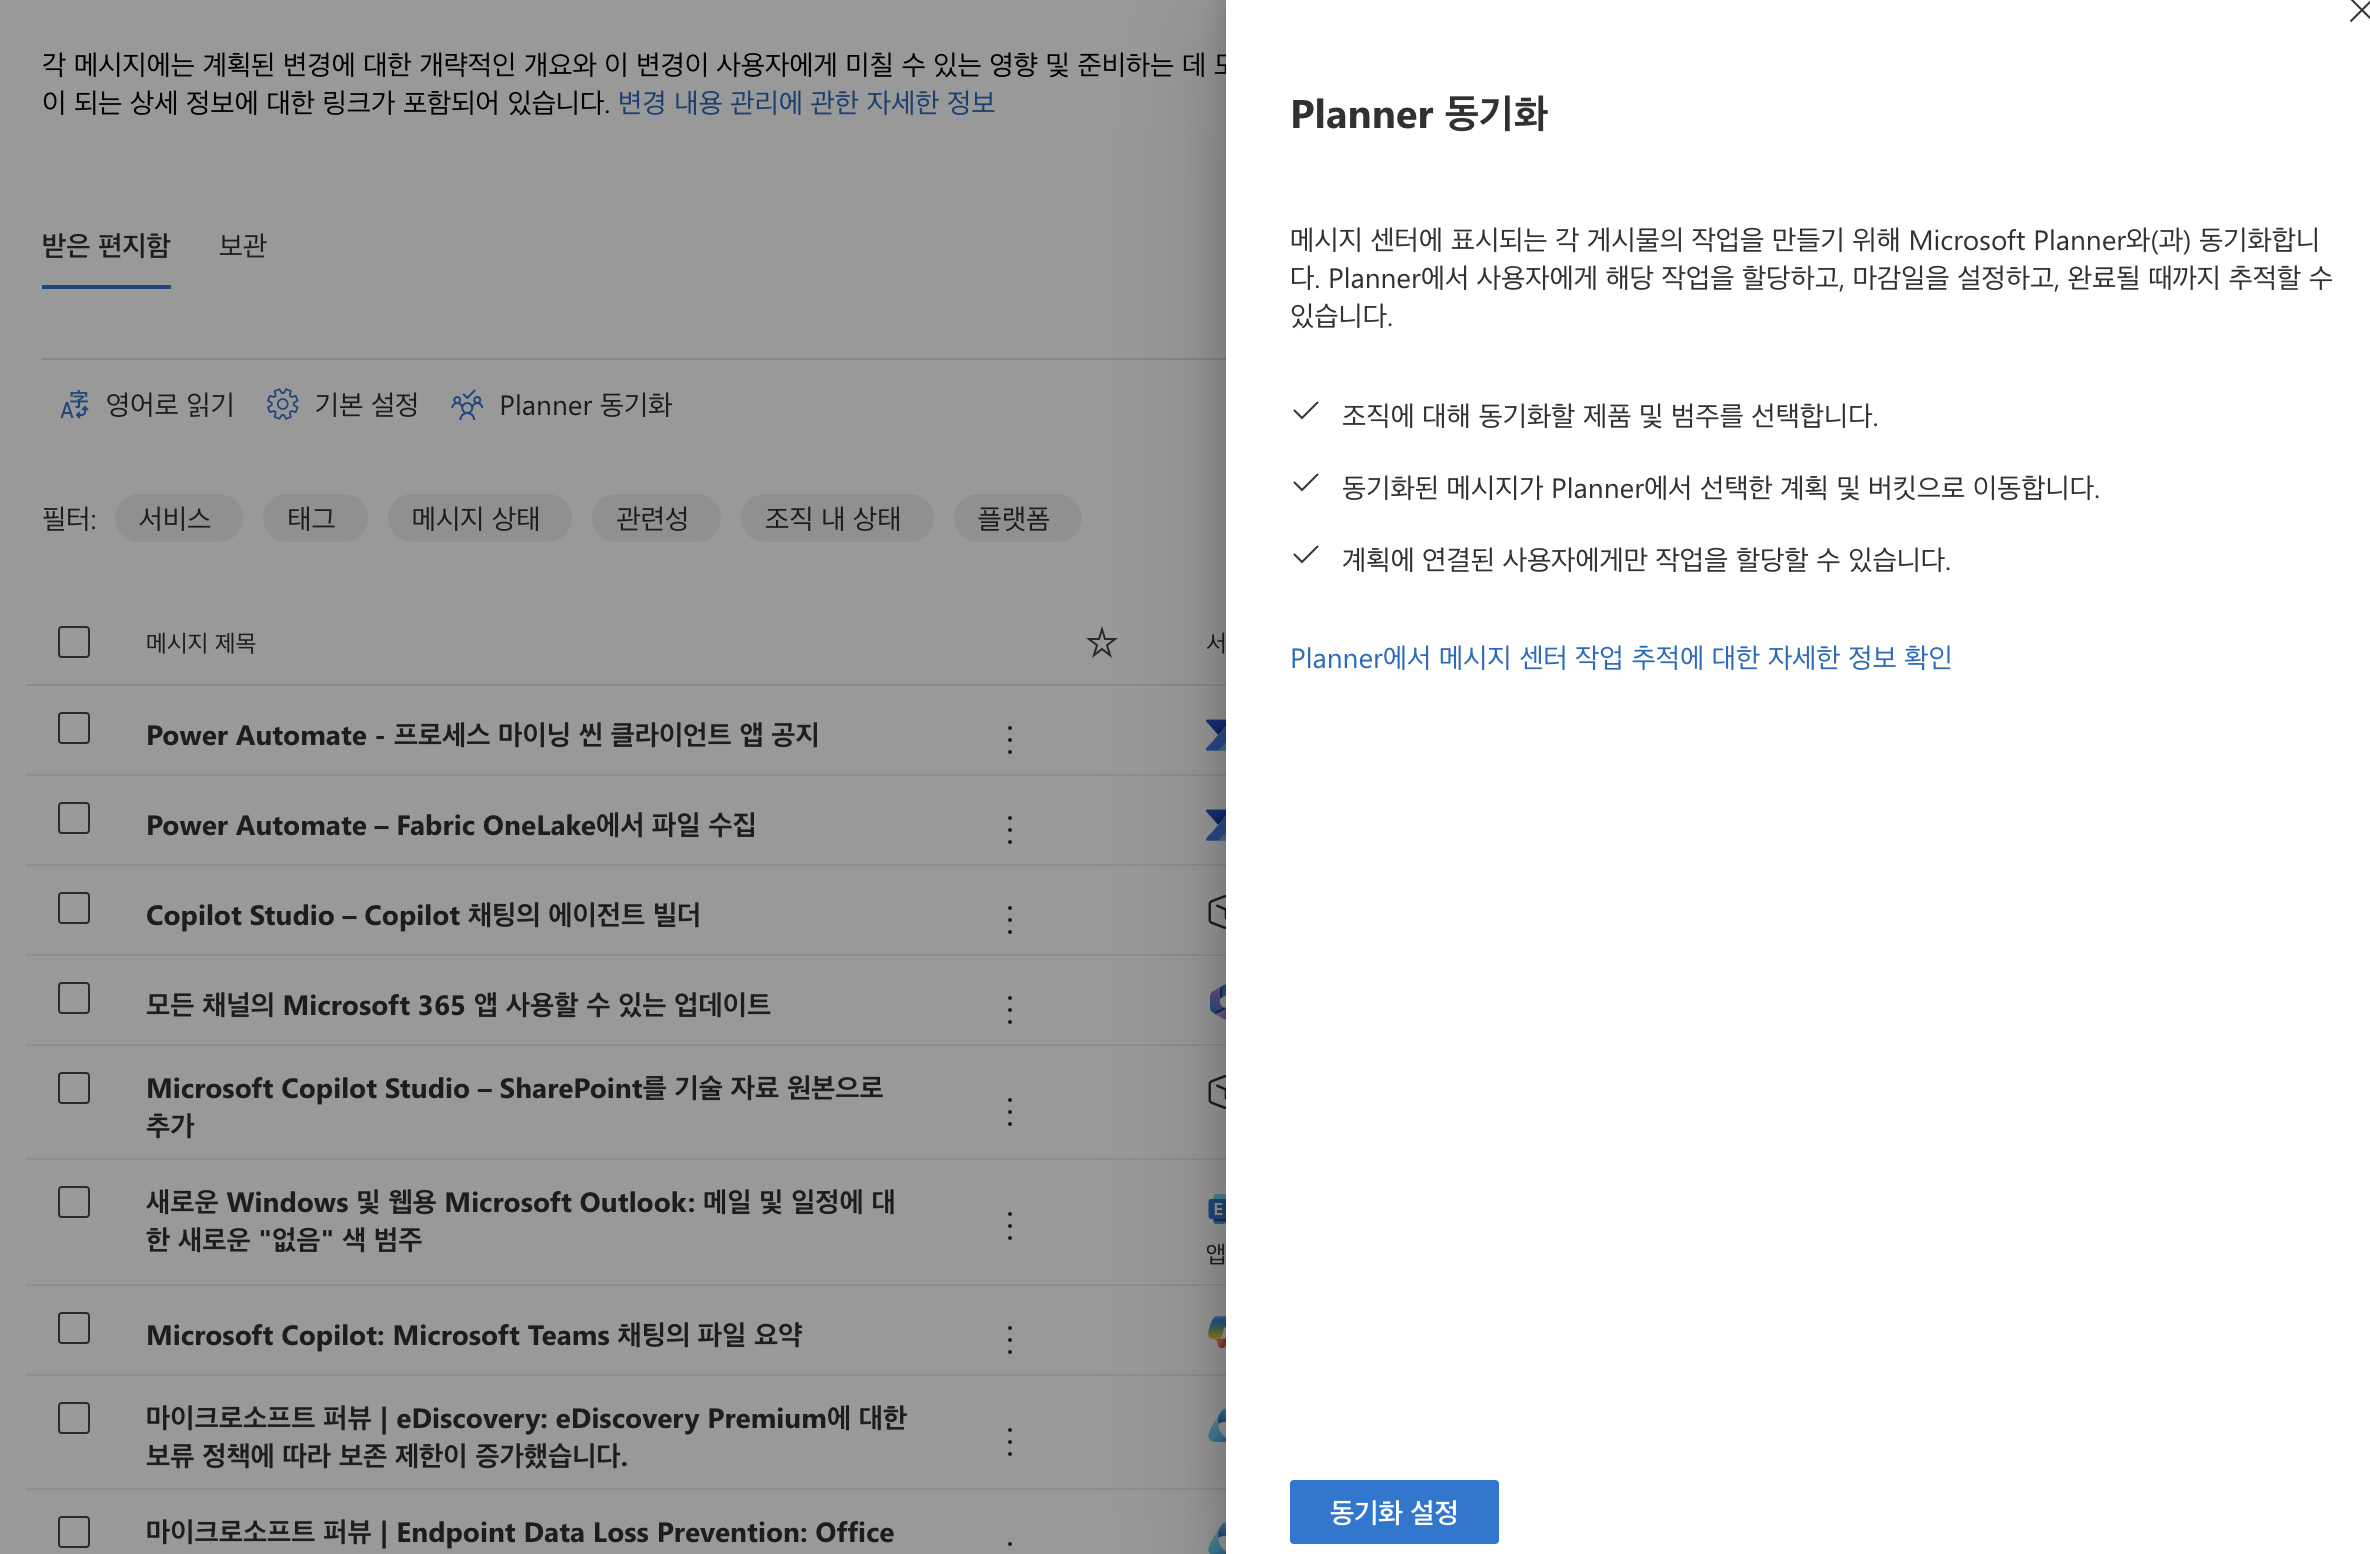 각 메시지에는 계획된 변경에 대한 개략적인 개요와 이 변경이 사용자에게 미칠 수 있는 영향 및 준비하는 데
이 되는 상세 정보에 대한 링크가 포함되어 있습니다. 변경 내용 관리에 관한 자세한 정보
받은 편지함 보관
영어로 읽기 기본 설정 Planner 동기화
필터: 서비스 태그 메시지 상태 관련성 조직 내 상태 플랫폼
메시지 제목
Power Automate - 프로세스 마이닝 씬 클라이언트 앱 공지
Power Automate – Fabric OneLake에서 파일 수집
Copilot Studio – Copilot 채팅의 에이전트 빌더
모든 채널의 Microsoft 365 앱 사용할 수 있는 업데이트
Microsoft Copilot Studio – SharePoint를 기술 자료 원본으로
추가
새로운 Windows 및 웹용 Microsoft Outlook: 메일 및 일정에 대
한 새로운 "없음" 색 범주
앱
Microsoft Copilot: Microsoft Teams 채팅의 파일 요약
마이크로소프트 퍼뷰 | eDiscovery: eDiscovery Premium에 대한
보류 정책에 따라 보존 제한이 증가했습니다.
마이크로소프트 퍼뷰 | Endpoint Data Loss Prevention: Office
Planner 동기화
메시지 센터에 표시되는 각 게시물의 작업을 만들기 위해 Microsoft Planner와(과) 동기화합니
다. Planner에서 사용자에게 해당 작업을 할당하고, 마감일을 설정하고, 완료될 때까지 추적할 수
있습니다.
조직에 대해 동기화할 제품 및 범주를 선택합니다.
동기화된 메시지가 Planner에서 선택한 계획 및 버킷으로 이동합니다.
계획에 연결된 사용자에게만 작업을 할당할 수 있습니다.
Planner에서 메시지 센터 작업 추적에 대한 자세한 정보 확인
동기화 설정